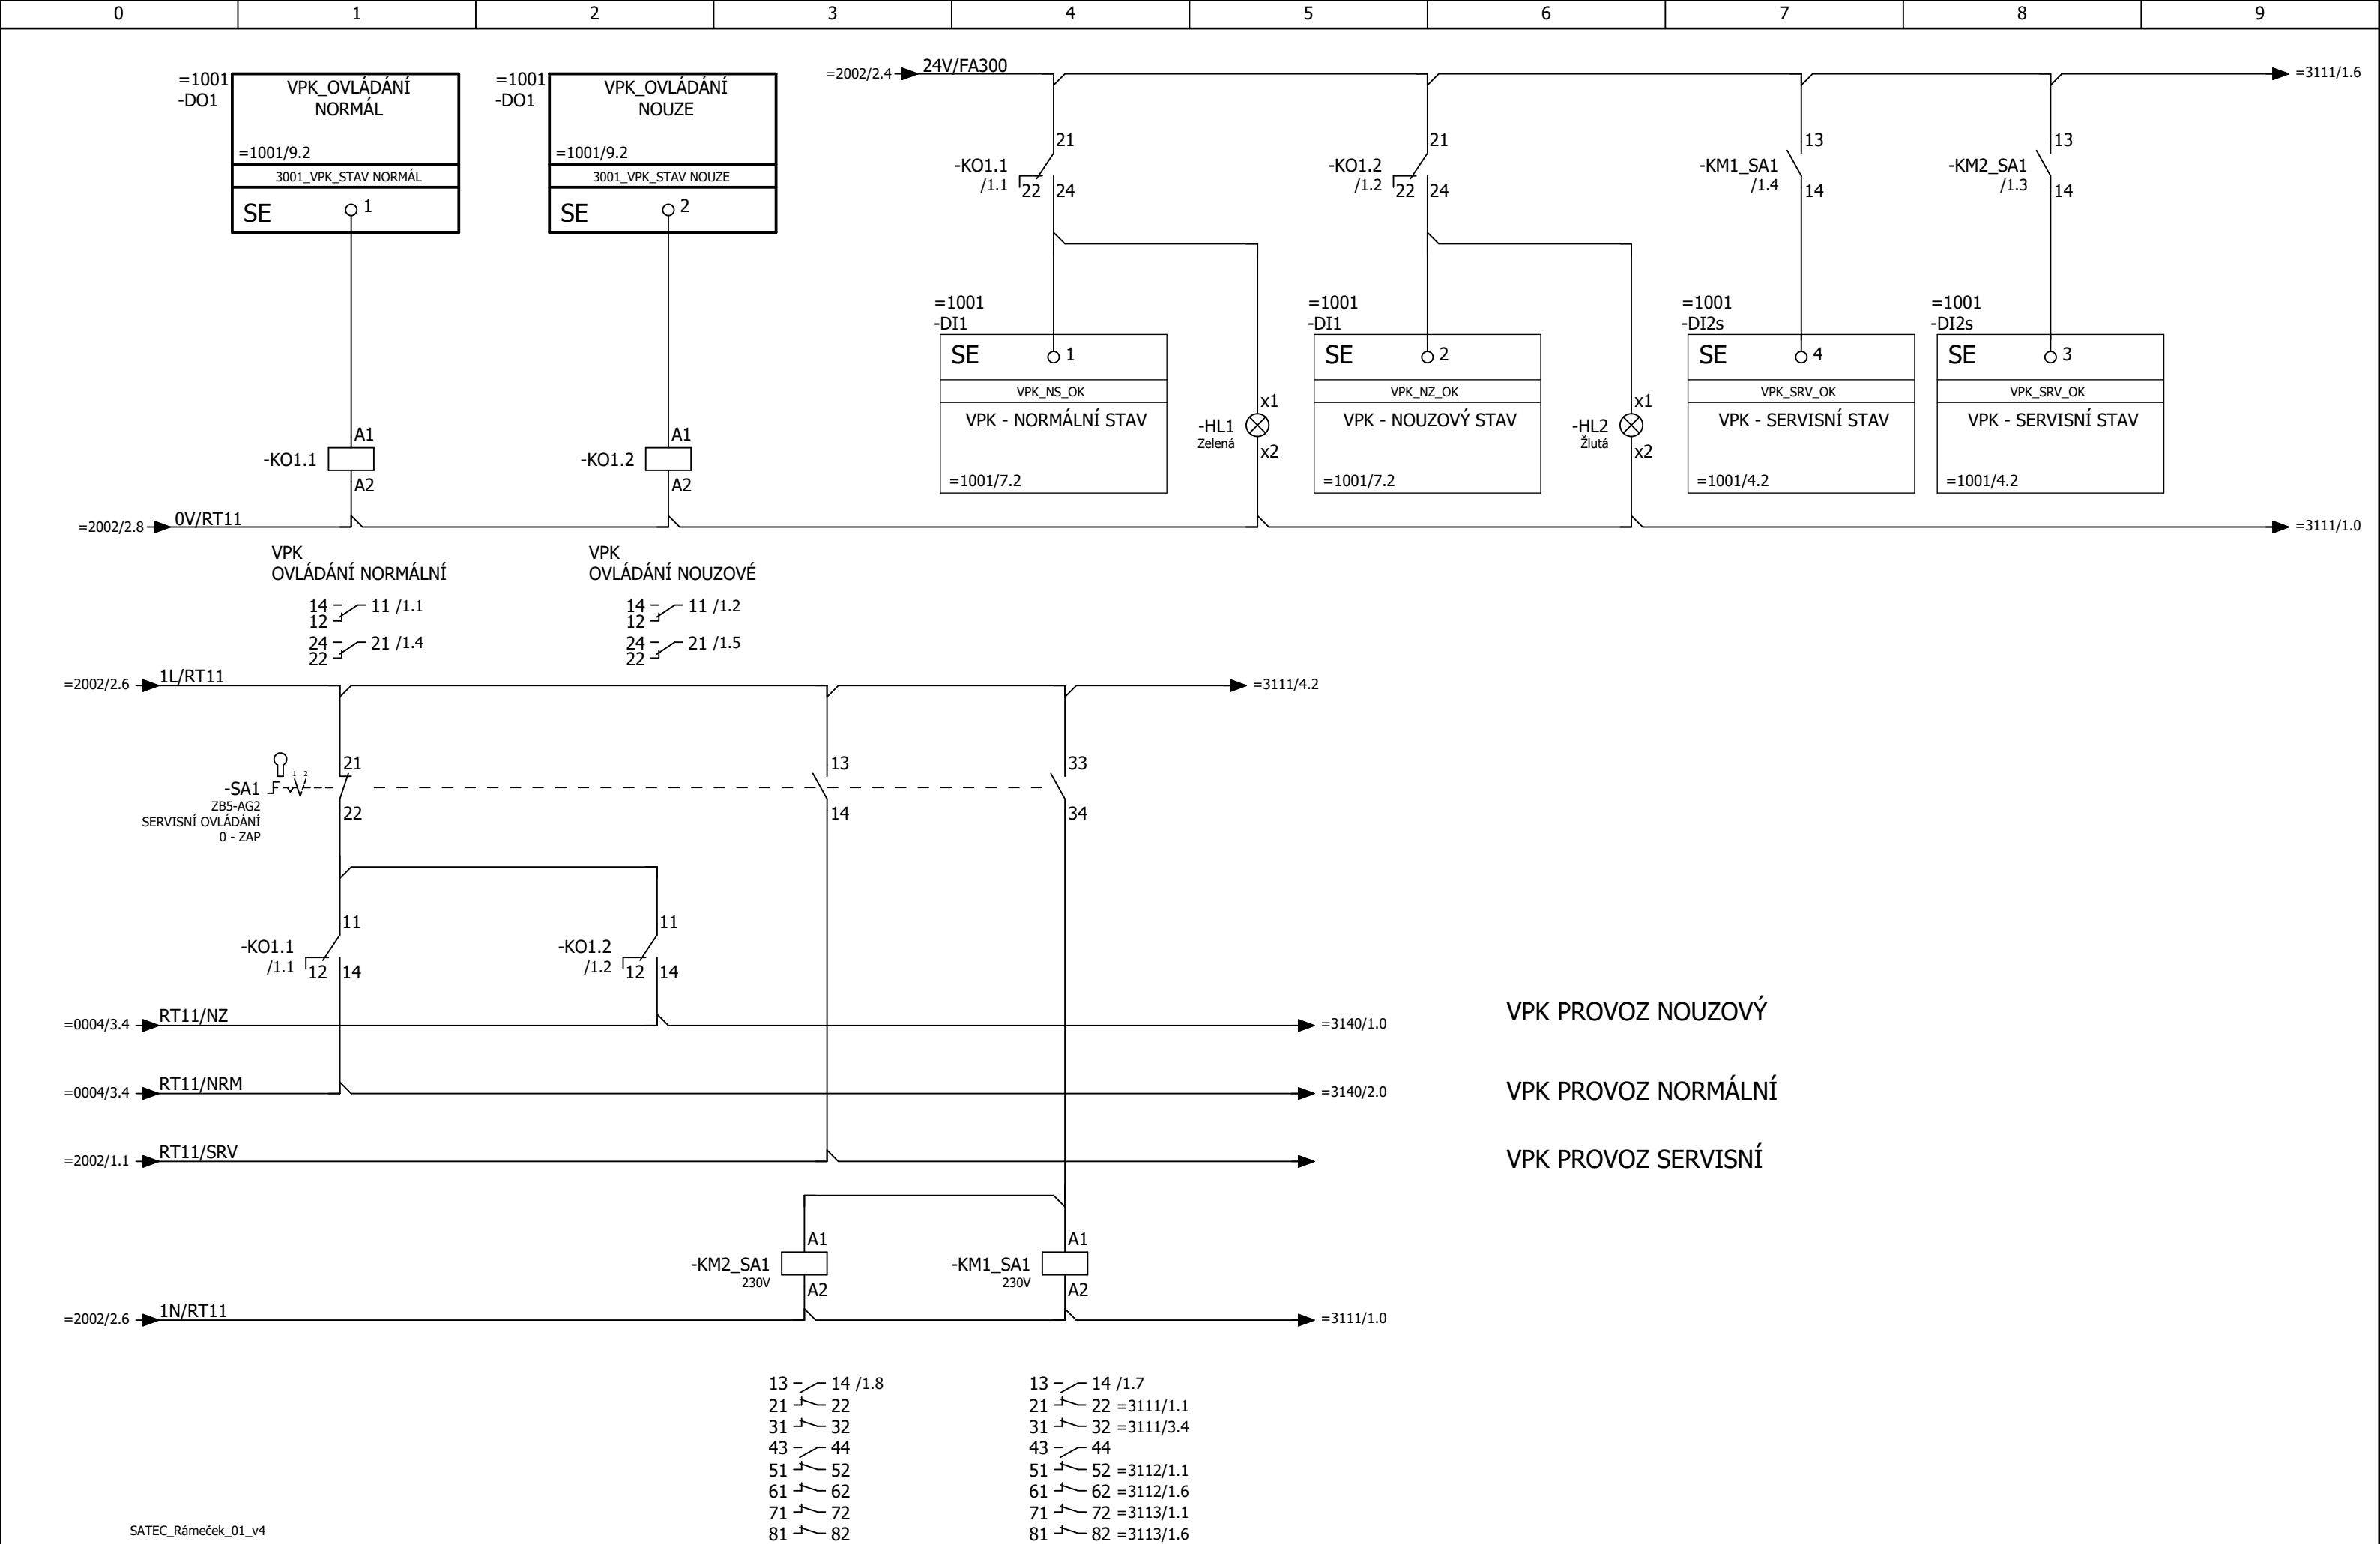 0 1 2 3 4 5 6 7 8 9
=1001
-DO1
VPK_OVLÁDÁNÍ
NORMÁL
=1001/9.2
3001_VPK_STAV NORMÁL
SE 1
=1001
-DO1
VPK_OVLÁDÁNÍ
NOUZE
=1001/9.2
3001_VPK_STAV NOUZE
SE 2
=2002/2.4 24V/FA300 =3111/1.6
21
-KO1.1
/1.1 22 24
21
-KO1.2
/1.2 22 24
13
-KM1_SA1
/1.4 14
13
-KM2_SA1
/1.3 14
=1001
-DI1
SE 1
VPK_NS_OK
VPK - NORMÁLNÍ STAV
=1001/7.2
x1
-HL1
Zelená
x2
=1001
-DI1
SE 2
VPK_NZ_OK
VPK - NOUZOVÝ STAV
=1001/7.2
x1
-HL2
Žlutá
x2
=1001
-DI2s
SE 4
VPK_SRV_OK
VPK - SERVISNÍ STAV
=1001/4.2
=1001
-DI2s
SE 3
VPK_SRV_OK
VPK - SERVISNÍ STAV
=1001/4.2
A1
-KO1.1
A2
A1
-KO1.2
A2
=2002/2.8 0V/RT11 =3111/1.0
VPK
OVLÁDÁNÍ NORMÁLNÍ
14 11 /1.1
12
24 21 /1.4
22
VPK
OVLÁDÁNÍ NOUZOVÉ
14 11 /1.2
12
24 21 /1.5
22
=2002/2.6 1L/RT11 =3111/4.2
1 2
21 13 33
-SA1
ZB5-AG2
SERVISNÍ OVLÁDÁNÍ
0 - ZAP
22 14 34
11
-KO1.1
/1.1 12 14
11
-KO1.2
/1.2 12 14
=0004/3.4 RT11/NZ =3140/1.0 VPK PROVOZ NOUZOVÝ
=0004/3.4 RT11/NRM =3140/2.0 VPK PROVOZ NORMÁLNÍ
=2002/1.1 RT11/SRV VPK PROVOZ SERVISNÍ
A1
-KM2_SA1
230V
A2
A1
-KM1_SA1
230V
A2
=2002/2.6 1N/RT11 =3111/1.0
13 14 /1.8
21 22
31 32
43 44
51 52
61 62
71 72
81 82
13 14 /1.7
21 22 =3111/1.1
31 32 =3111/3.4
43 44
51 52 =3112/1.1
61 62 =3112/1.6
71 72 =3113/1.1
81 82 =3113/1.6
SATEC_Rámeček_01_v4